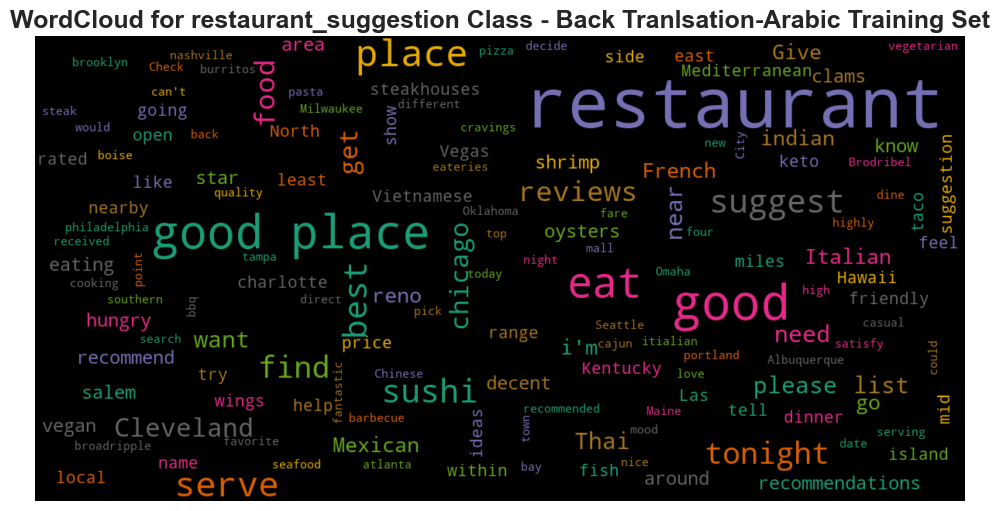 WordCloud for restaurant_suggestion Class - Back Tranlsation-Arabic Training Set
nashville area place side east Give vegetarian
brooklyn Check burritos food steakhouses pizza decide Mediterranean clams
can't going pasta Milwaukee different show restaurant
steak would open back North get cravings new City indian know
rated boise like star least Vegas eateries shrimp French keto Brodribel suggestion
quality Vietnamese reviews near suggest dine taco
nearby philadelphia received good place Oklahoma top fare oysters four highly feel
eating point tampa best chicago today night mall miles Italian
cooking southern bbq charlotte direct reno pick eat Omaha good high Hawaii friendly
hungry search want price range Seattle cajun itialian i'm need casual satisfy
recommend try find Chinese decent Kentucky portland love Albuquerque could
salem wings help fantastic sushi Las please list go mid
vegan Cleveland barbecue ideas recommended town Maine tell dinner serving
broadripple favorite Mexican Thai mood tonight date island
name seafood atlanta within bay fish nice around recommendations
local serve